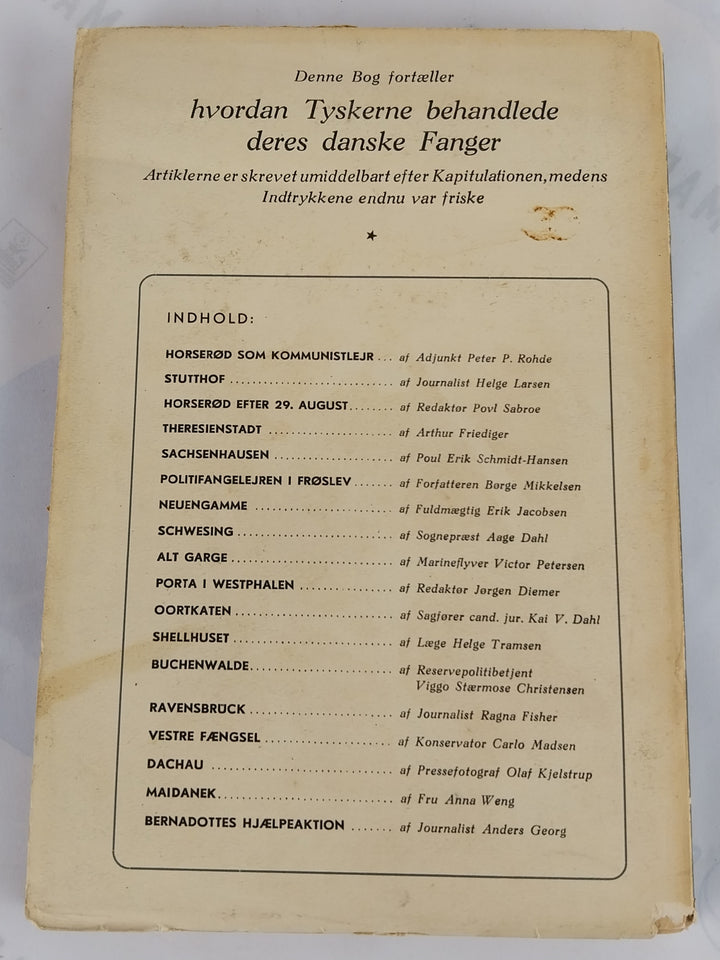 Denne Bog fortæller
hvordan Tyskerne behandlede
deres danske Fanger
Artiklerne er skrevet umiddelbart efter Kapitulationen, medens
Indtrykkene endnu var friske
INDHOLD:
HORSERØD SOM KOMMUNISTLEJR ... af Adjunkt Peter P. Rohde
STUTTHOF ........................ af Journalist Helge Larsen
HORSERØD EFTER 29. AUGUST........ af Redaktør Povl Sabroe
THERESIENSTADT .................. af Arthur Friediger
SACHSENHAUSEN .................. af Poul Erik Schmidt-Hansen
POLITIFANGELEJREN I FRØSLEV ....... af Forfatteren Børge Mikkelsen
NEUENGAMME .................... af Fuldmægtig Erik Jacobsen
SCHWESING ....................... af Sognepræst Aage Dahl
ALT GARGE ........................ af Marineflyver Victor Petersen
PORTA I WESTPHALEN .............. af Redaktør Jørgen Diemer
OORTKATEN ....................... af Sagfører cand. jur. Kai V. Dahl
SHELLHUSET ....................... af Læge Helge Tramsen
BUCHENWALDE..................... af Reservepolitibetjent
Viggo Stærmose Christensen
RAVENSBRÜCK ..................... af Journalist Ragna Fisher
VESTRE FÆNGSEL ................... af Konservator Carlo Madsen
DACHAU .......................... af Pressefotograf Olaf Kjelstrup
MAIDANEK......................... af Fru Anna Weng
BERNADOTTES HJÆLPEAKTION ....... af Journalist Anders Georg